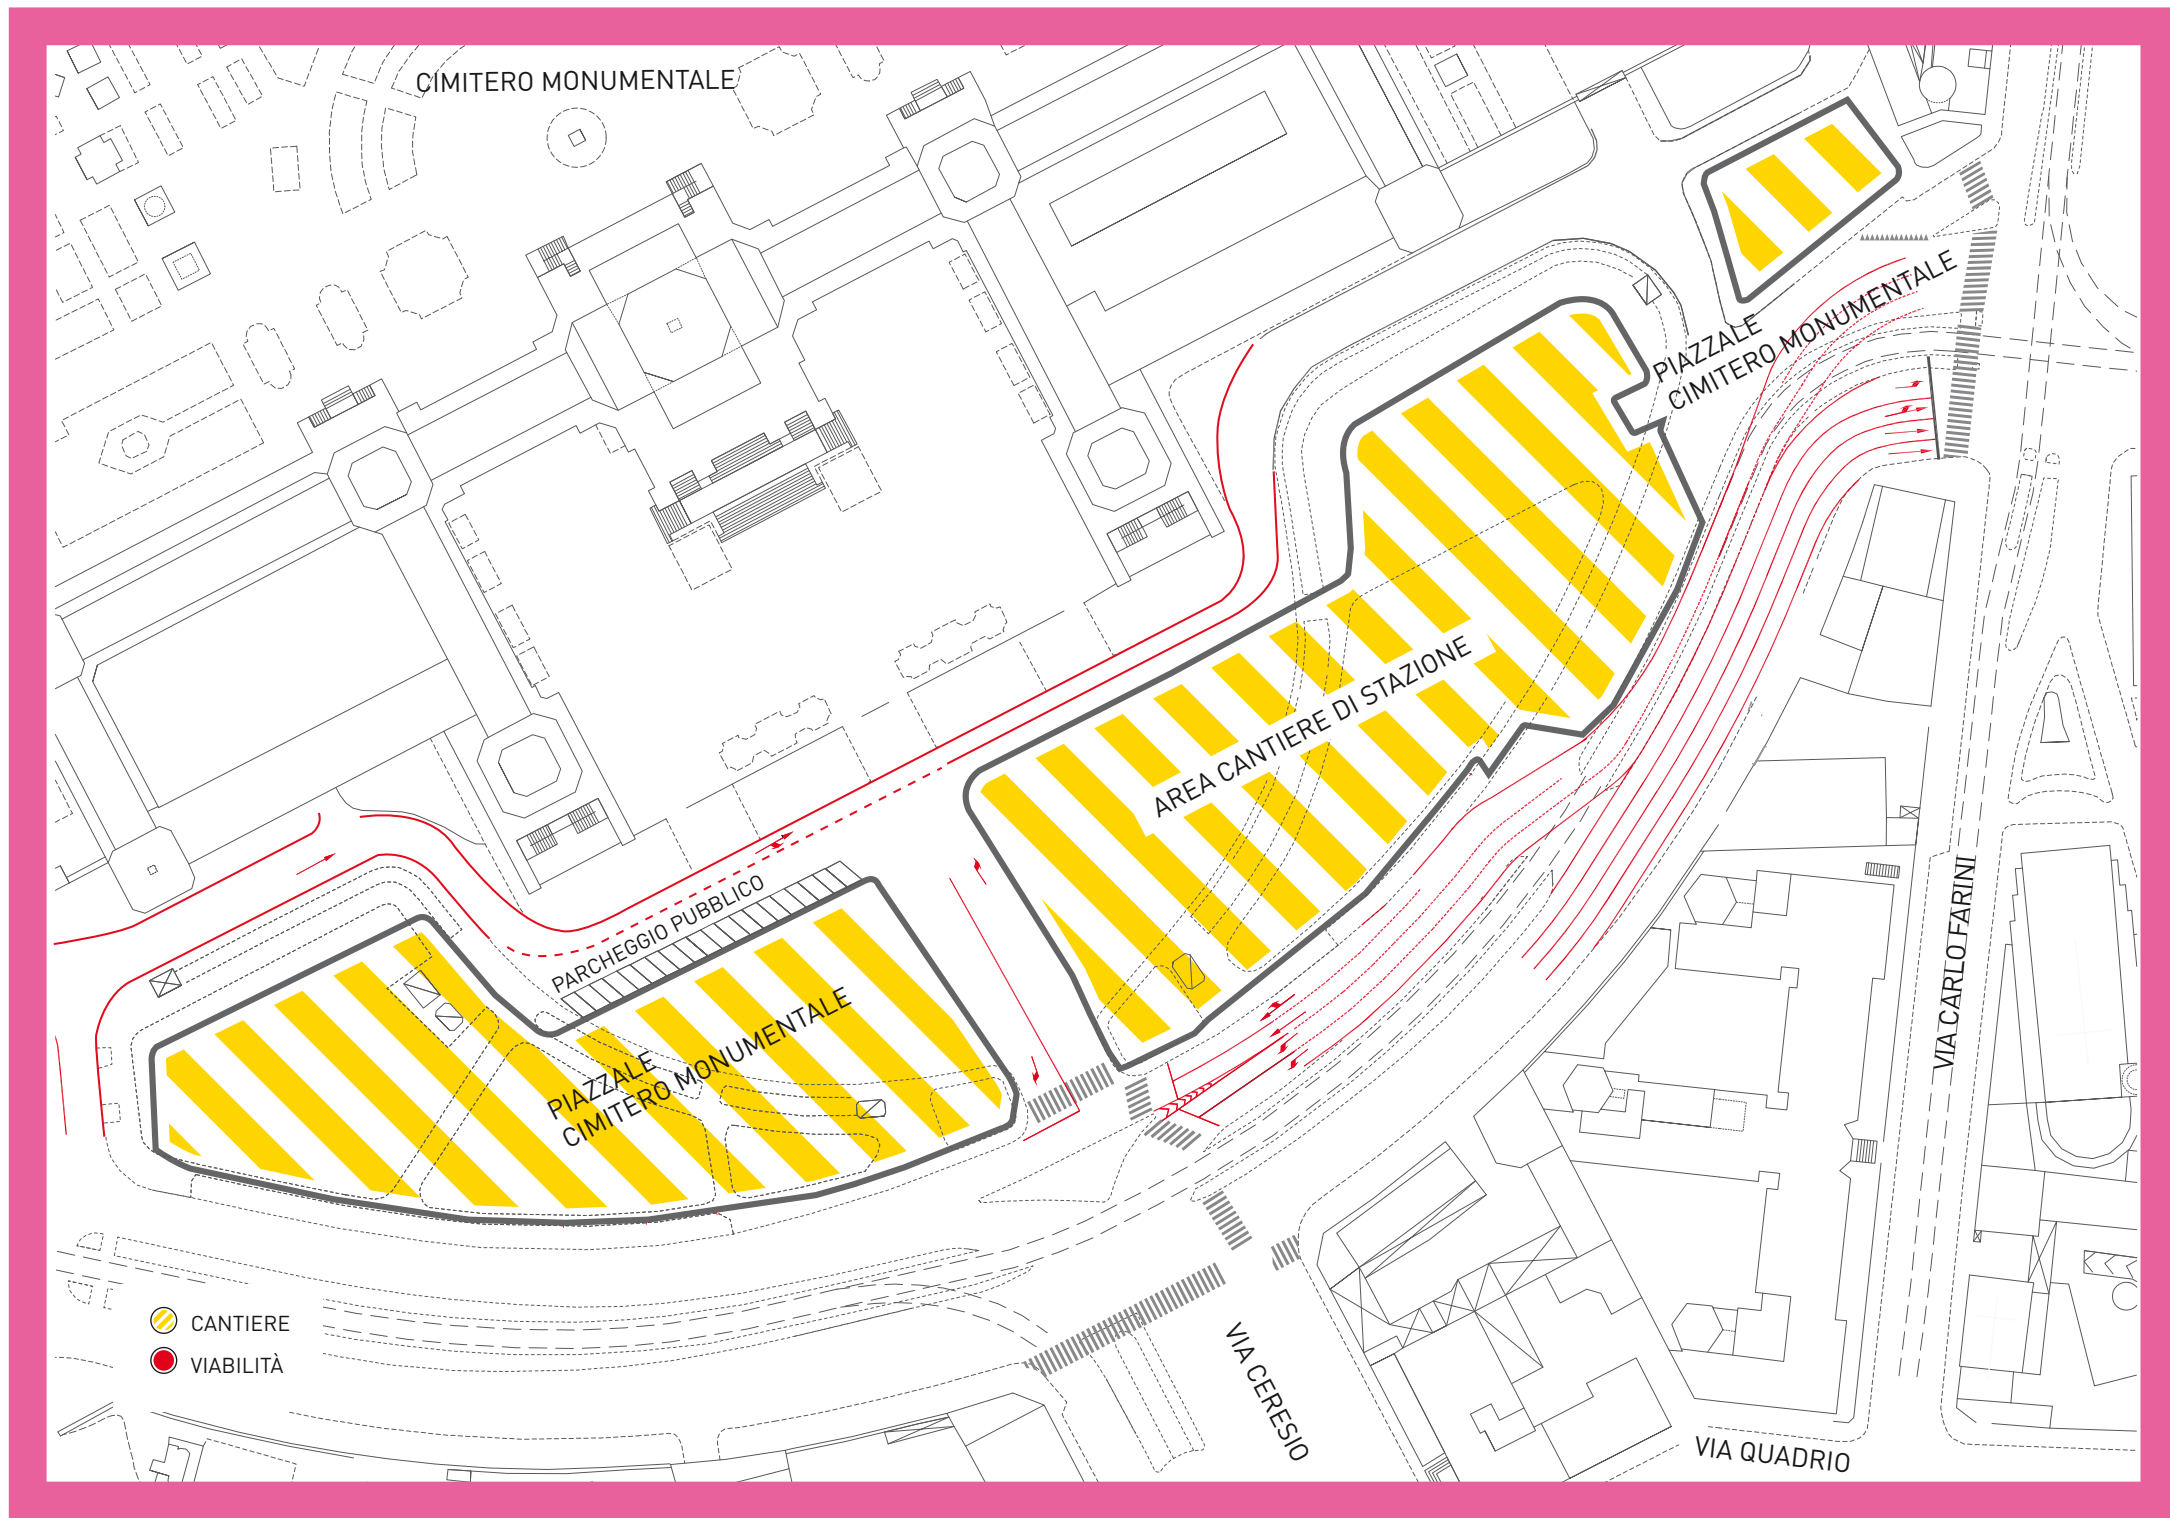 CIMITERO MONUMENTALE
PIAZZALE
CIMITERO MONUMENTALE
AREA CANTIERE DI STAZIONE
PARCHEGGIO PUBBLICO
PIAZZALE
CIMITERO MONUMENTALE
VIA CARLO FARINI
CANTIERE
VIABILITÀ
VIA CERESIO
VIA QUADRIO